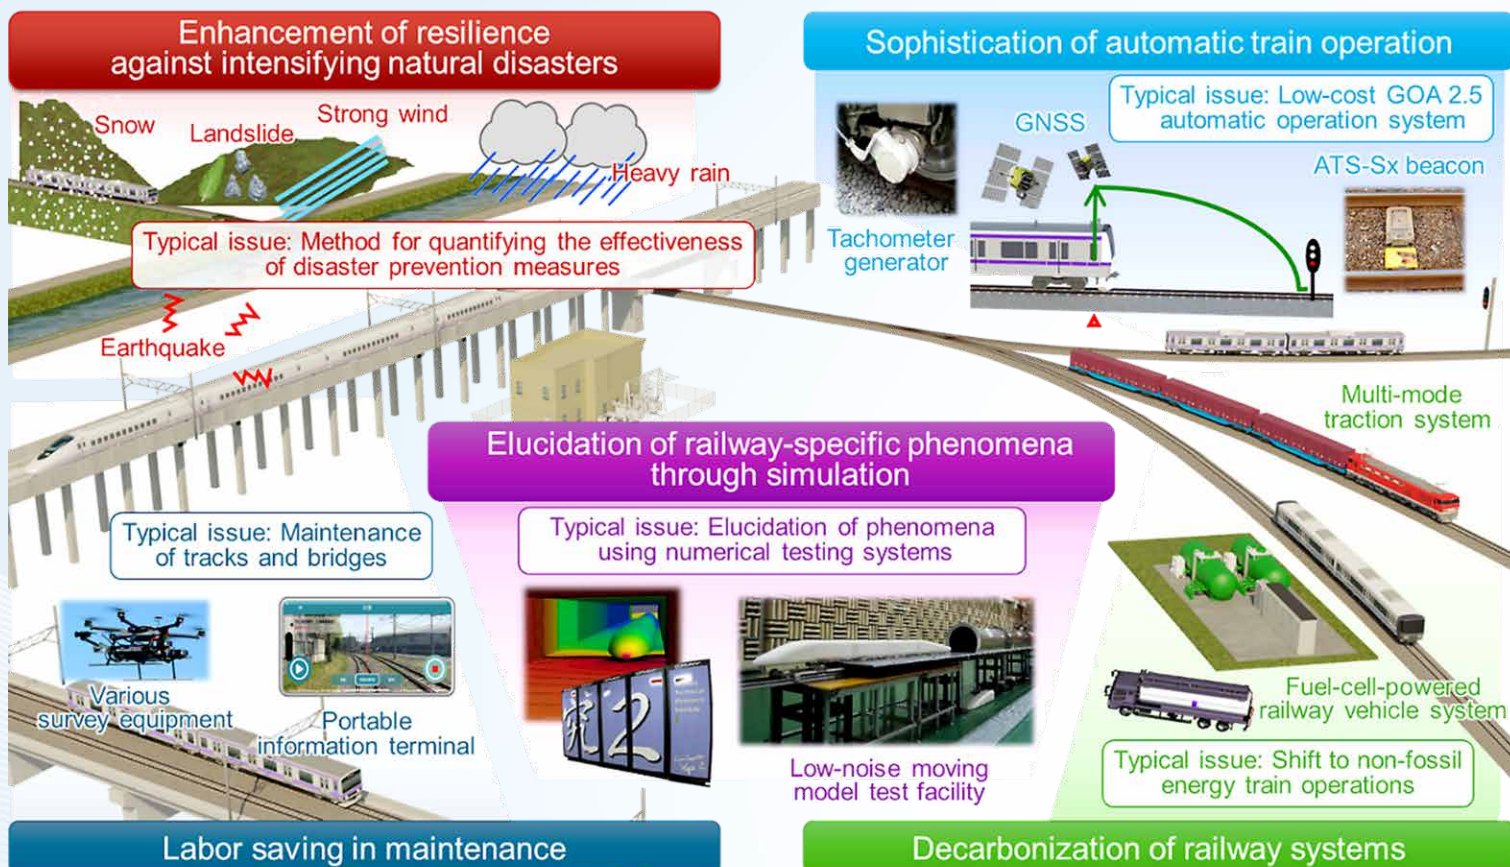 Enhancement of resilience
against intensifying natural disasters
Snow
Landslide
Strong wind
Heavy rain
Typical issue: Method for quantifying the effectiveness
of disaster prevention measures
Earthquake
Sophistication of automatic train operation
Typical issue: Low-cost GOA 2.5
automatic operation system
GNSS
ATS-Sx beacon
Tachometer
generator
Multi-mode
traction system
Elucidation of railway-specific phenomena
through simulation
Typical issue: Elucidation of phenomena
using numerical testing systems
究2
Low-noise moving
model test facility
Typical issue: Maintenance
of tracks and bridges
Various
survey equipment
Portable
information terminal
Labor saving in maintenance
Fuel-cell-powered
railway vehicle system
Typical issue: Shift to non-fossil
energy train operations
Decarbonization of railway systems